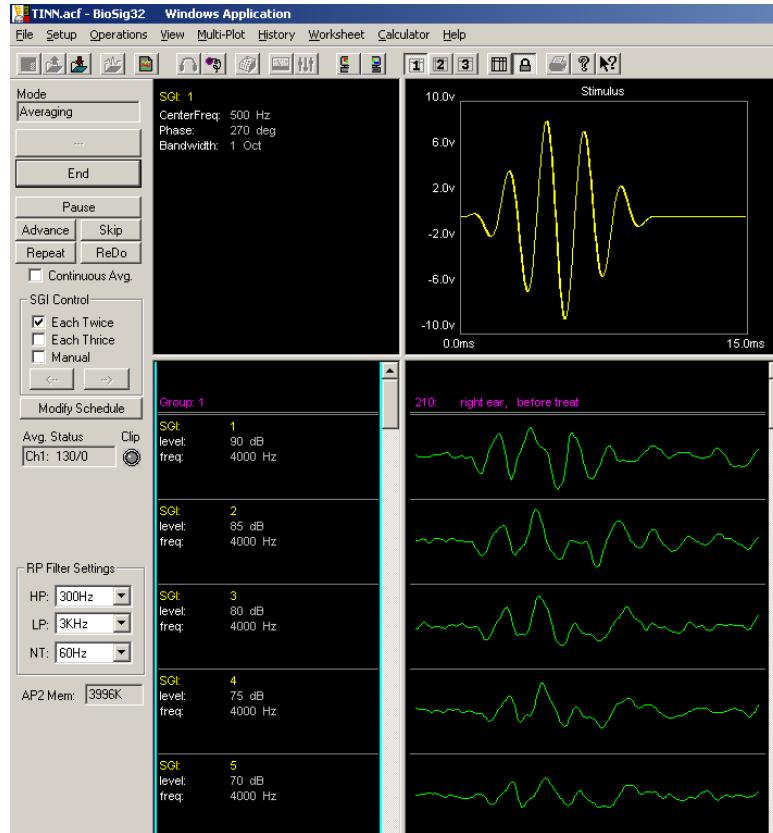 TINN.acf - BioSig32 Windows Application
File Setup Operations View Multi-Plot History Worksheet Calculator Help
1 2 3
Mode
Averaging
...
End
Pause
Advance Skip
Repeat ReDo
Continuous Avg.
SGI Control
Each Twice
Each Thrice
Manual
<-- -->
Modify Schedule
Avg. Status Clip
Ch1: 130/0
RP Filter Settings
HP: 300Hz
LP: 3KHz
NT: 60Hz
AP2 Mem: 3996K
SGI: 1
CenterFreq: 500 Hz
Phase: 270 deg
Bandwidth: 1 Oct
Stimulus
10.0v
6.0v
2.0v
-2.0v
-6.0v
-10.0v
0.0ms 15.0ms
Group: 1
SGI: 1
level: 90 dB
freq: 4000 Hz
SGI: 2
level: 85 dB
freq: 4000 Hz
SGI: 3
level: 80 dB
freq: 4000 Hz
SGI: 4
level: 75 dB
freq: 4000 Hz
SGI: 5
level: 70 dB
freq: 4000 Hz
210: right ear, before treat